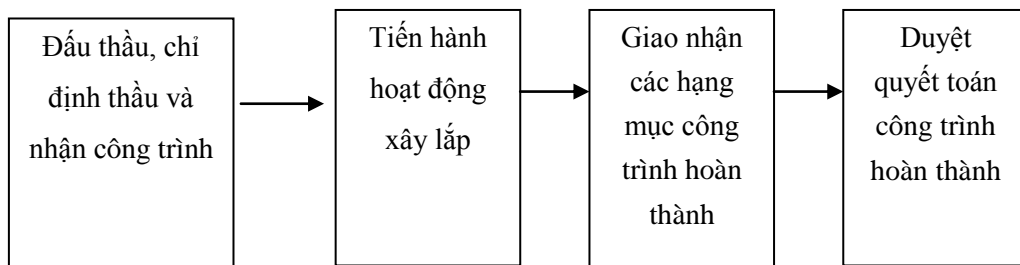 Đấu thầu, chỉ
định thầu và
nhận công trình
Tiến hành
hoạt động
xây lắp
Giao nhận
các hạng
mục công
trình hoàn
thành
Duyệt
quyết toán
công trình
hoàn thành